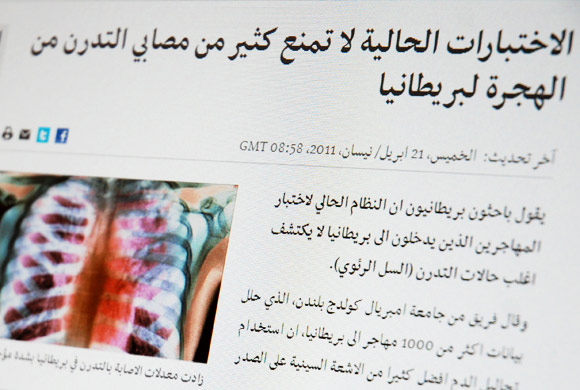 الاختبارات الحالية لا تمنع كثير من مصابي التدرن من
الهجرة لبريطانيا
آخر تحديث: الخميس، 21 ابريل/ نيسان، 2011، 08:58 GMT
يقول باحثون بريطانيون ان النظام الحالي لاختبار
المهاجرين الذين يدخلون الى بريطانيا لا يكتشف
اغلب حالات التدرن (السل الرئوي).
وقال فريق من جامعة امبريال كولدج بلندن، الذي حلل
بيانات اكثر من 1000 مهاجر الى بريطانيا، ان استخدام
تحاليل الدم افضل كثيرا من الاشعة السينية على الصدر
زادت معدلات الاصابة بالتدرن في بريطانيا بشدة